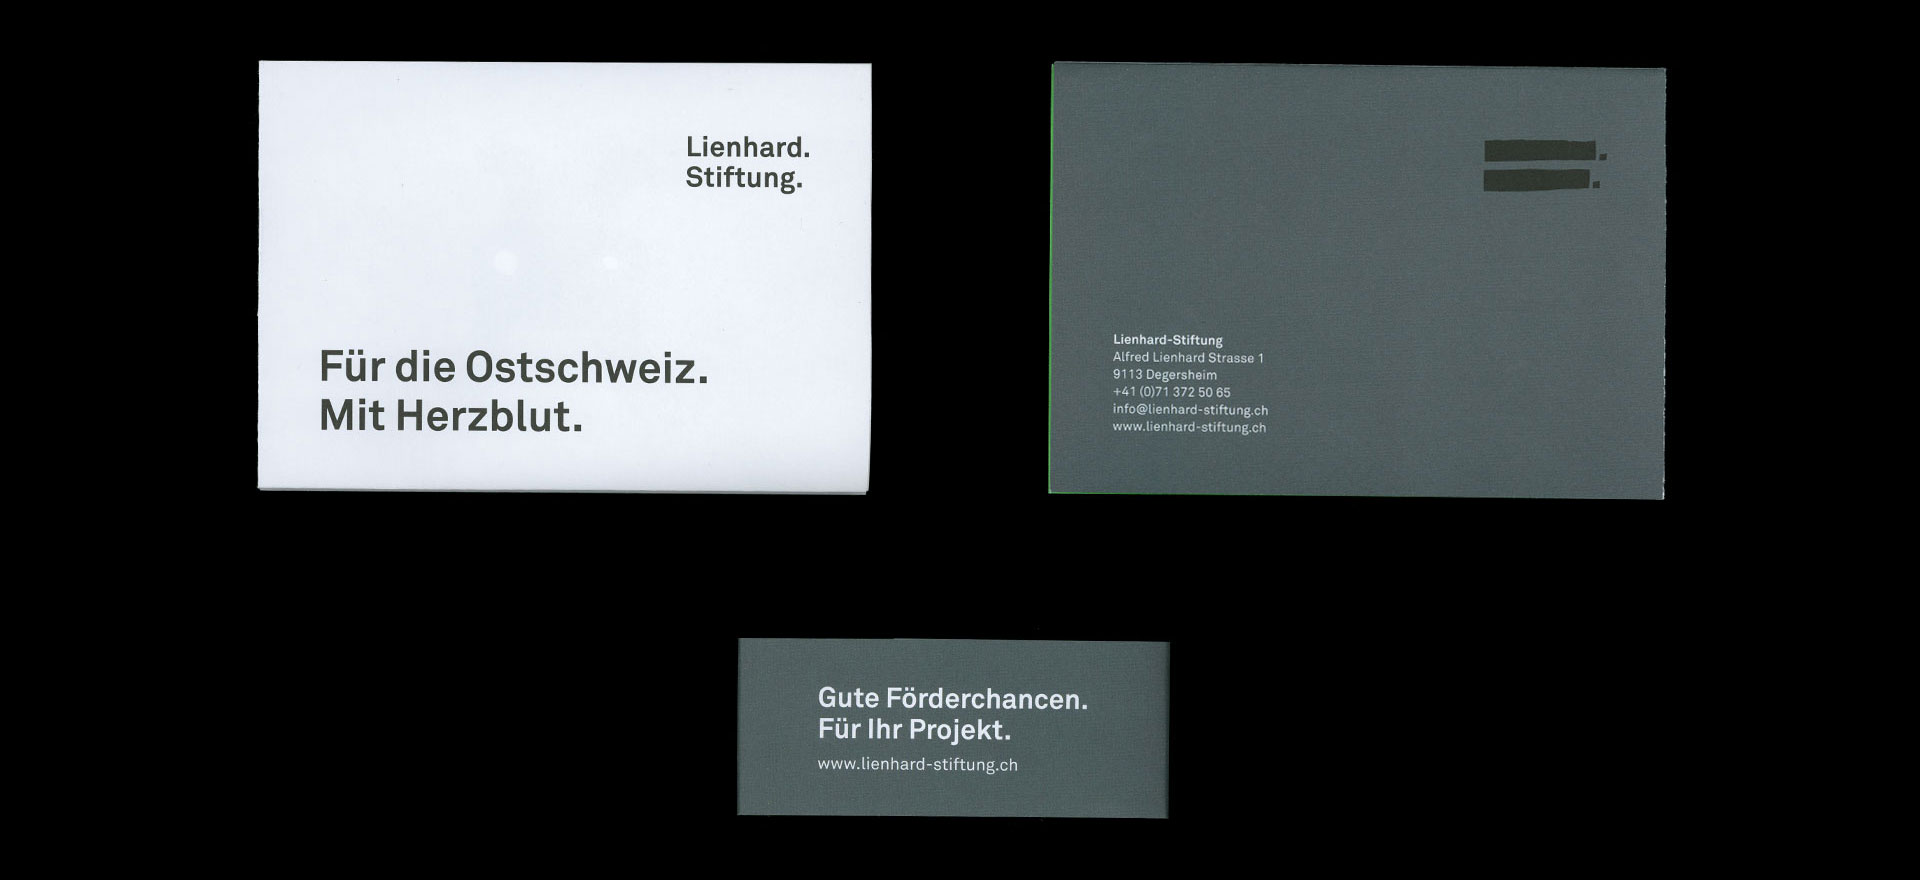 Lienhard.
Stiftung.
Für die Ostschweiz.
Mit Herzblut.
Lienhard-Stiftung
Alfred Lienhard Strasse 1
9113 Degersheim
+41 (0)71 372 50 65
info@lienhard-stiftung.ch
www.lienhard-stiftung.ch
Gute Förderchancen.
Für Ihr Projekt.
www.lienhard-stiftung.ch